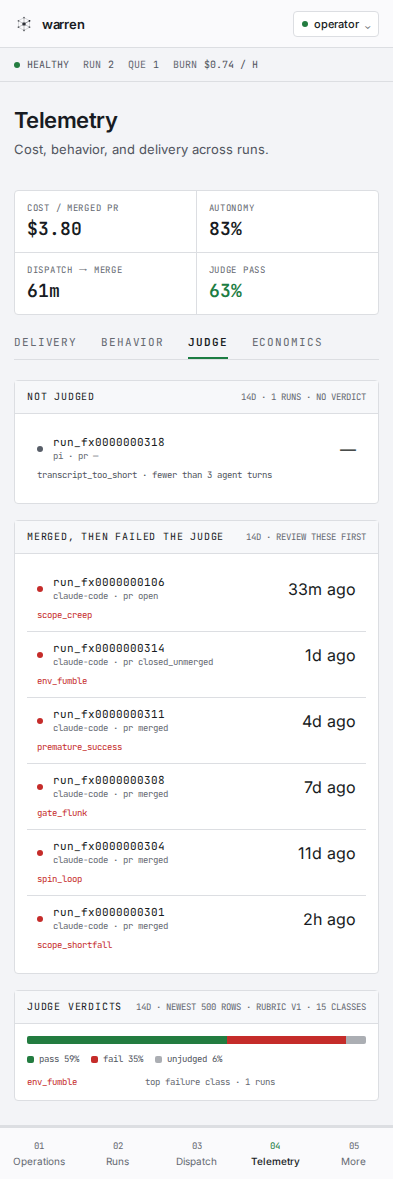 warren
operator
HEALTHY RUN 2 QUE 1 BURN $0.74 / H
Telemetry
Cost, behavior, and delivery across runs.
COST / MERGED PR
$3.80
AUTONOMY
83%
DISPATCH → MERGE
61m
JUDGE PASS
63%
DELIVERY BEHAVIOR JUDGE ECONOMICS
NOT JUDGED 14D · 1 RUNS · NO VERDICT
run_fx0000000318
pi · pr —
—
transcript_too_short · fewer than 3 agent turns
MERGED, THEN FAILED THE JUDGE 14D · REVIEW THESE FIRST
run_fx0000000106
claude-code · pr open
33m ago
scope_creep
run_fx0000000314
claude-code · pr closed_unmerged
1d ago
env_fumble
run_fx0000000311
claude-code · pr merged
4d ago
premature_success
run_fx0000000308
claude-code · pr merged
7d ago
gate_flunk
run_fx0000000304
claude-code · pr merged
11d ago
spin_loop
run_fx0000000301
claude-code · pr merged
2h ago
scope_shortfall
JUDGE VERDICTS 14D · NEWEST 500 ROWS · RUBRIC V1 · 15 CLASSES
pass 59% fail 35% unjudged 6%
env_fumble top failure class · 1 runs
01 02 03 04 05
Operations Runs Dispatch Telemetry More